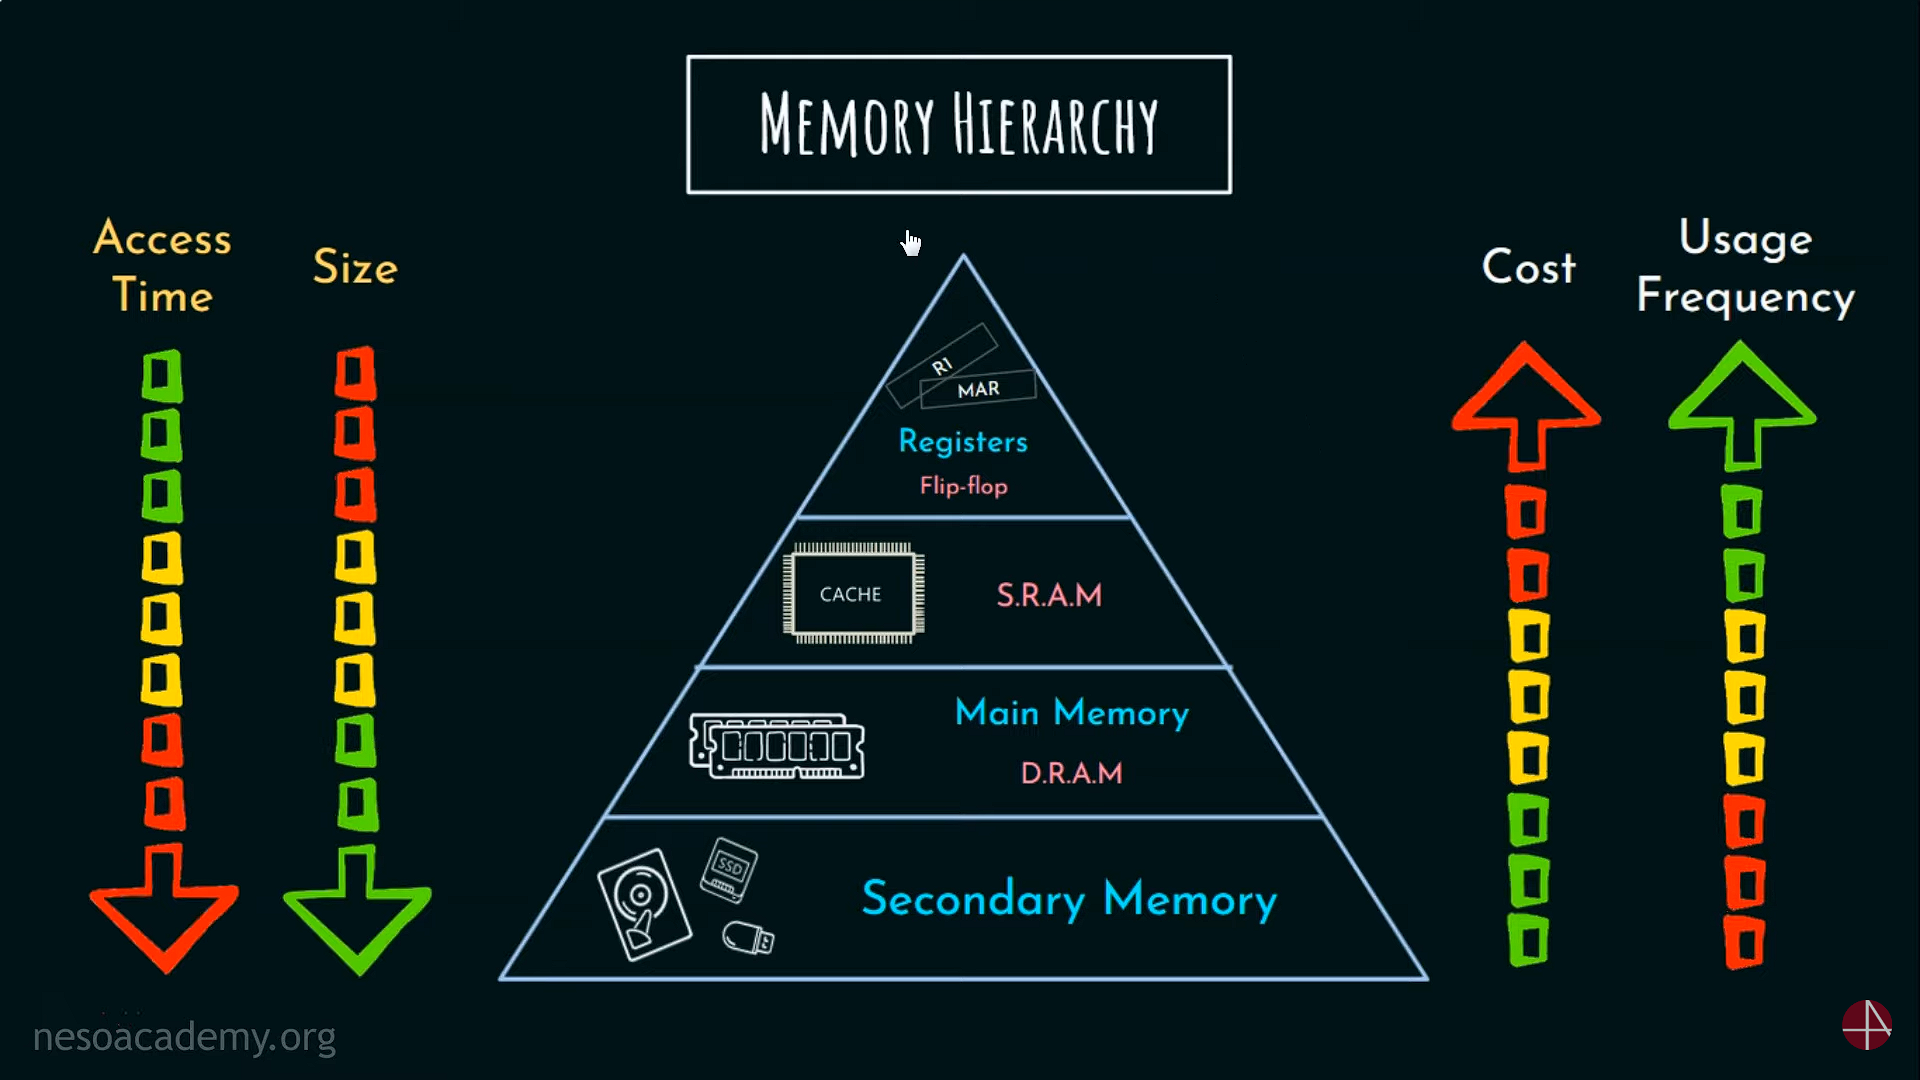 MEMORY HIERARCHY
Access
Time
Size
Cost
Usage
Frequency
R1
MAR
Registers
Flip-flop
CACHE
S.R.A.M
Main Memory
D.R.A.M
SSD
Secondary Memory
nesoacademy.org